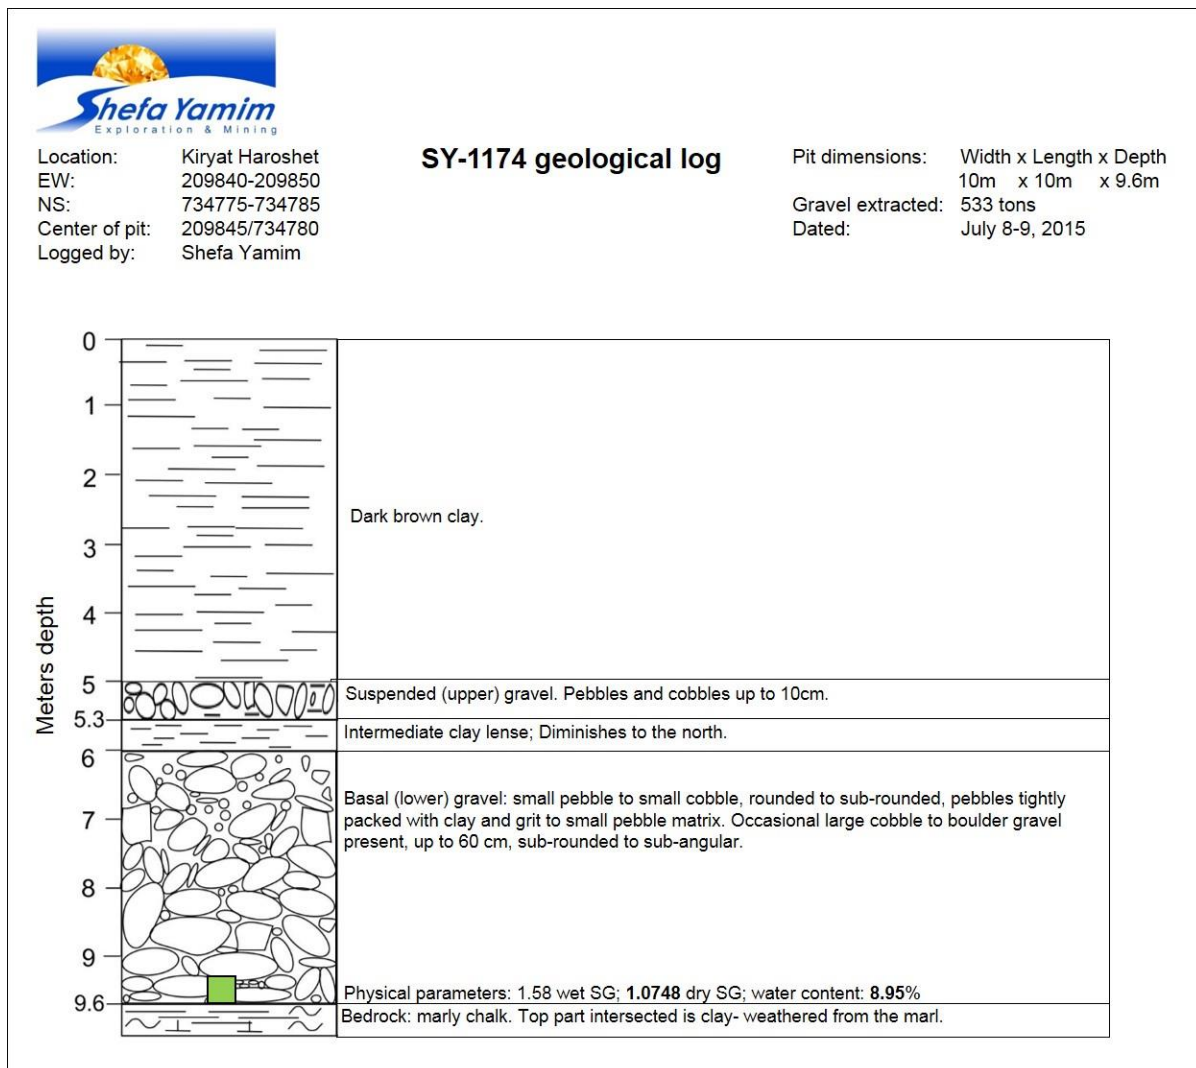 Shefa Yamim
Exploration & Mining
SY-1174 geological log
Location: Kiryat Haroshet
EW: 209840-209850
NS: 734775-734785
Center of pit: 209845/734780
Logged by: Shefa Yamim
Pit dimensions: Width x Length x Depth
10m x 10m x 9.6m
Gravel extracted: 533 tons
Dated: July 8-9, 2015
Meters depth
0
1
2
3
4
5
5.3
6
7
8
9
9.6
Dark brown clay.
Suspended (upper) gravel. Pebbles and cobbles up to 10cm.
Intermediate clay lense; Diminishes to the north.
Basal (lower) gravel: small pebble to small cobble, rounded to sub-rounded, pebbles tightly
packed with clay and grit to small pebble matrix. Occasional large cobble to boulder gravel
present, up to 60 cm, sub-rounded to sub-angular.
Physical parameters: 1.58 wet SG; 1.0748 dry SG; water content: 8.95%
Bedrock: marly chalk. Top part intersected is clay- weathered from the marl.